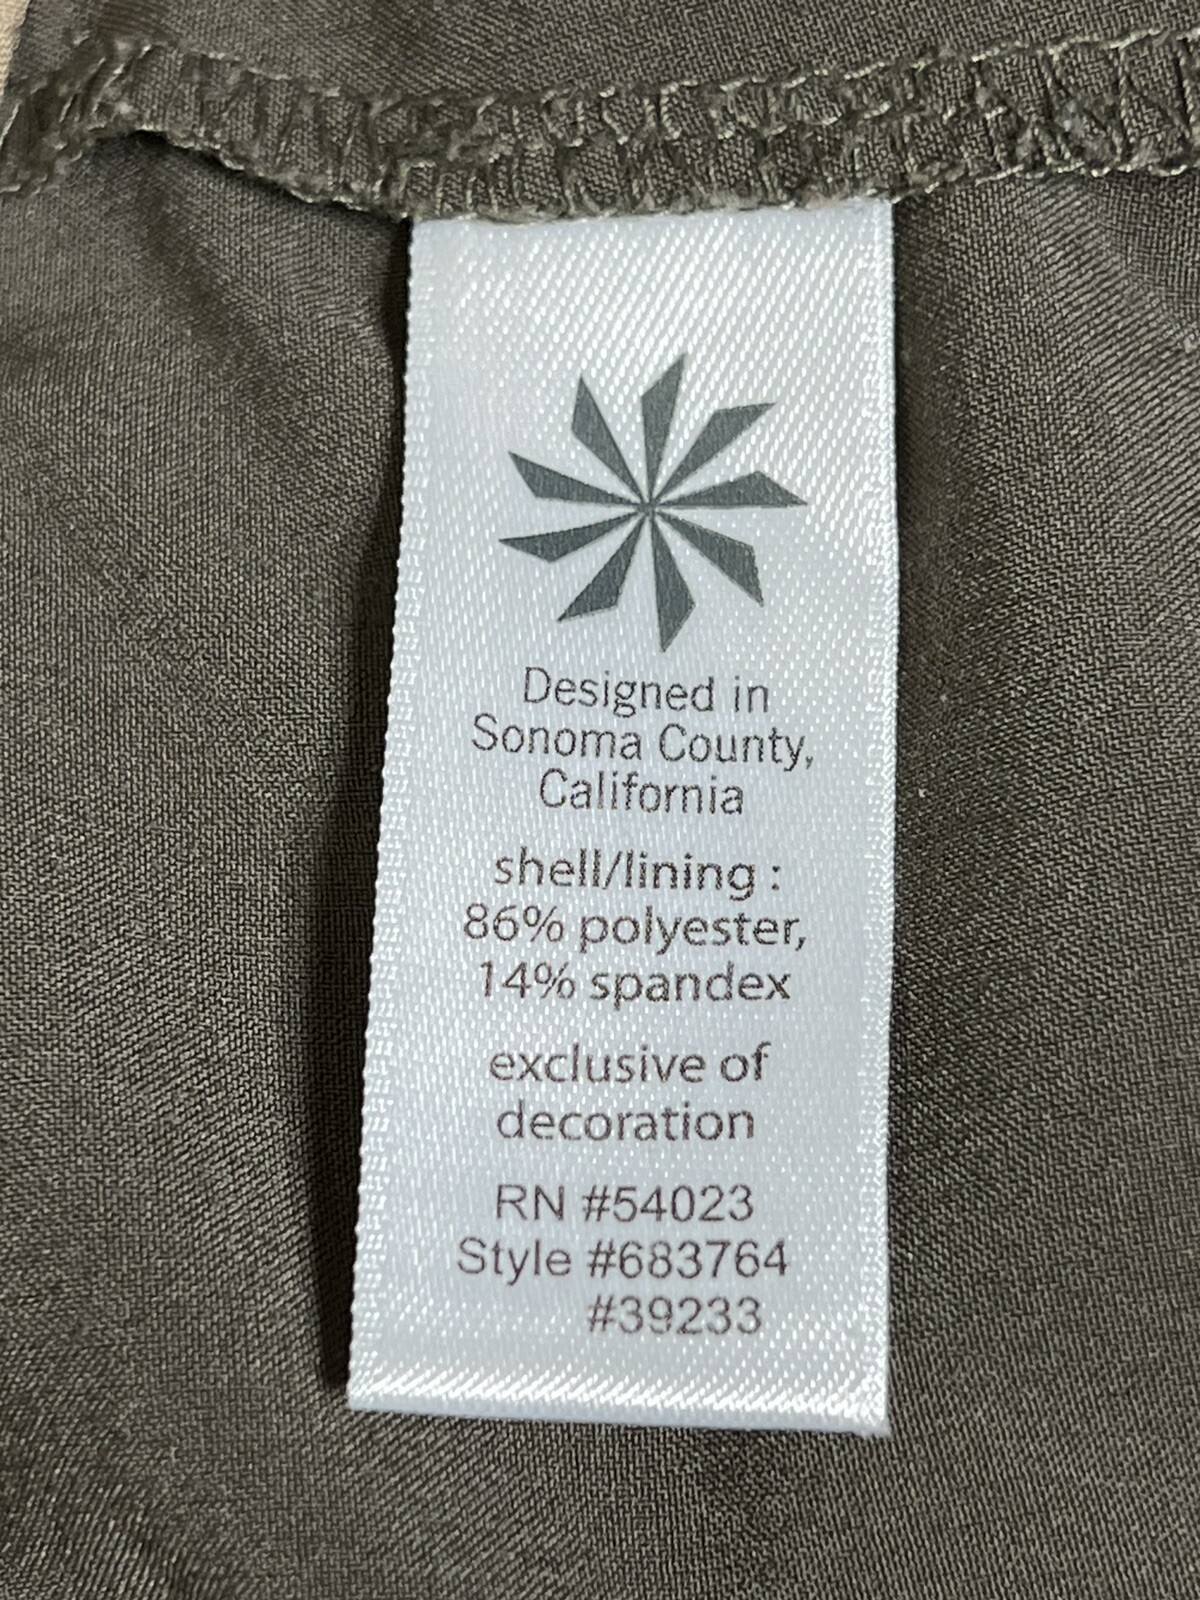 Designed in
Sonoma County,
California
shell/lining :
86% polyester,
14% spandex
exclusive of
decoration
RN #54023
Style #683764
#39233